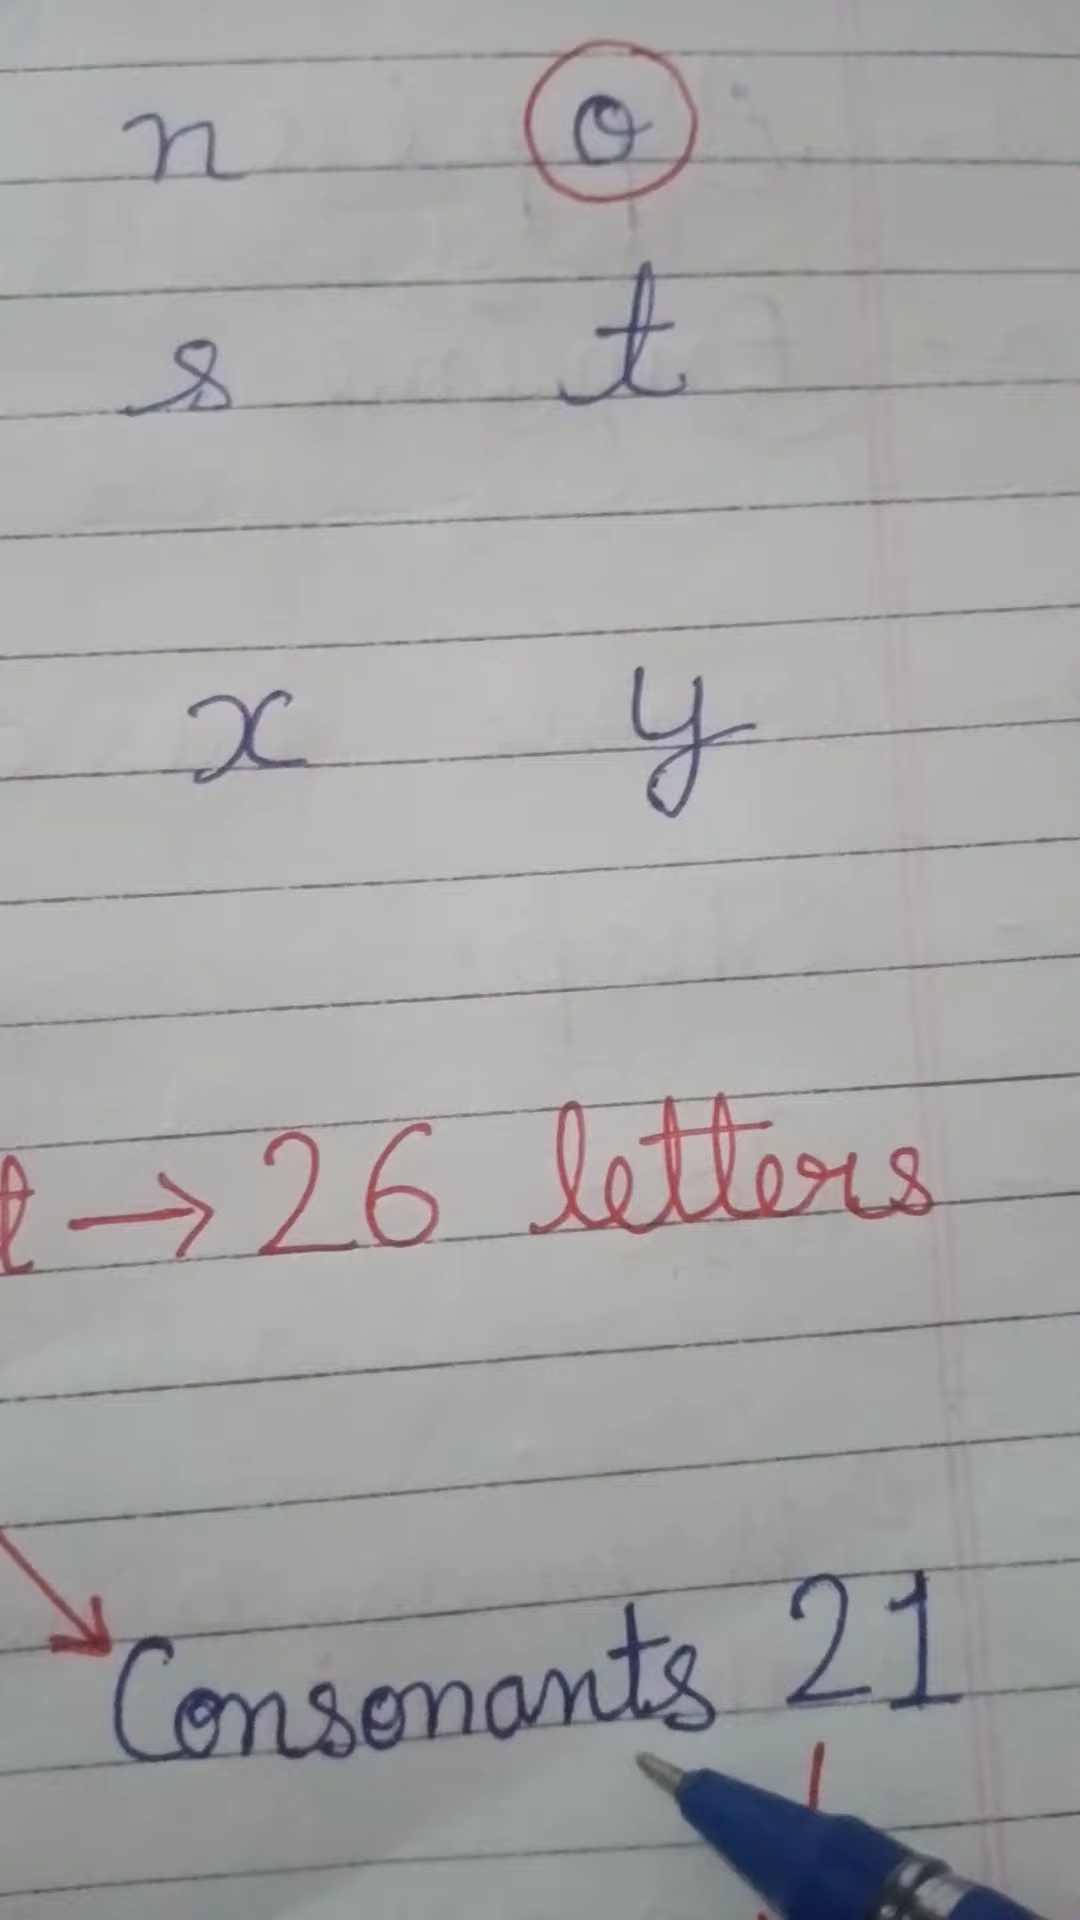 n o
s t
x y
t → 26 letters
Consonants 21